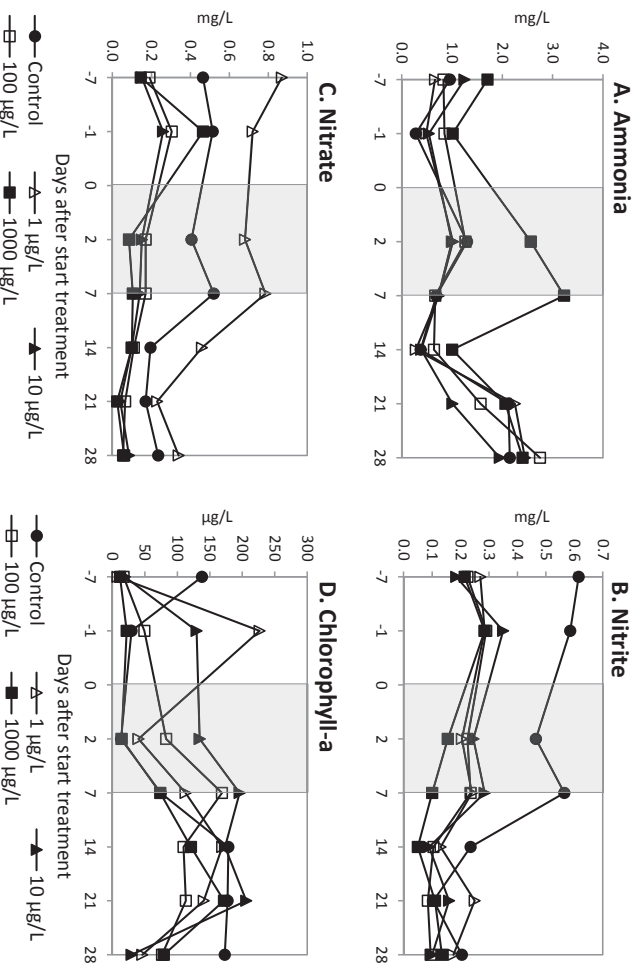 A. Ammonia
mg/L
4.0
3.0
2.0
1.0
0.0
-7 -1 0 2 7 14 21 28
B. Nitrite
mg/L
0.7
0.6
0.5
0.4
0.3
0.2
0.1
0.0
-7 -1 0 2 7 14 21 28
C. Nitrate
mg/L
1.0
0.8
0.6
0.4
0.2
0.0
-7 -1 0 2 7 14 21 28
Days after start treatment
Control 1 µg/L 10 µg/L
100 µg/L 1000 µg/L
D. Chlorophyll-a
µg/L
300
250
200
150
100
50
0
-7 -1 0 2 7 14 21 28
Days after start treatment
Control 1 µg/L 10 µg/L
100 µg/L 1000 µg/L